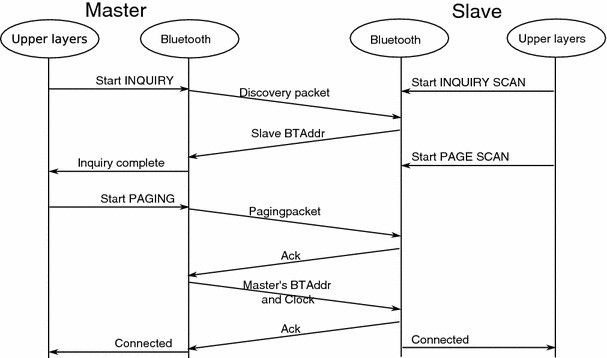 Master
Slave
Upper layers
Bluetooth
Bluetooth
Upper layers
Start INQUIRY
Start INQUIRY SCAN
Discovery packet
Slave BTAddr
Inquiry complete
Start PAGE SCAN
Start PAGING
Pagingpacket
Ack
Master's BTAddr
and Clock
Ack
Connected
Connected